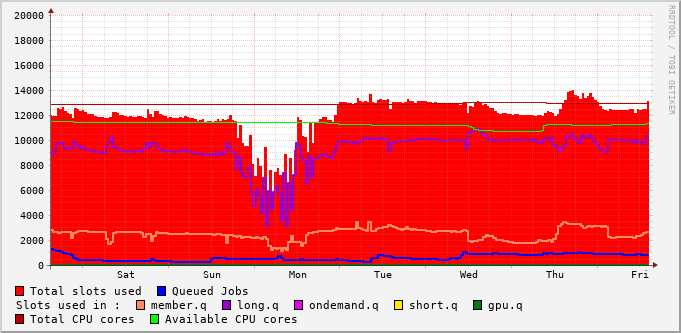 RRDTOOL / TOBI OETIKER
20000
18000
16000
14000
12000
10000
8000
6000
4000
2000
0
Sat Sun Mon Tue Wed Thu Fri
Total slots used Queued Jobs
Slots used in : member.q long.q ondemand.q short.q gpu.q
Total CPU cores Available CPU cores